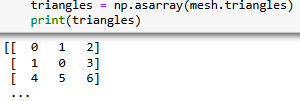 triangles = np.asarray(mesh.triangles)
print(triangles)
[[ 0 1 2]
[ 1 0 3]
[ 4 5 6]
...